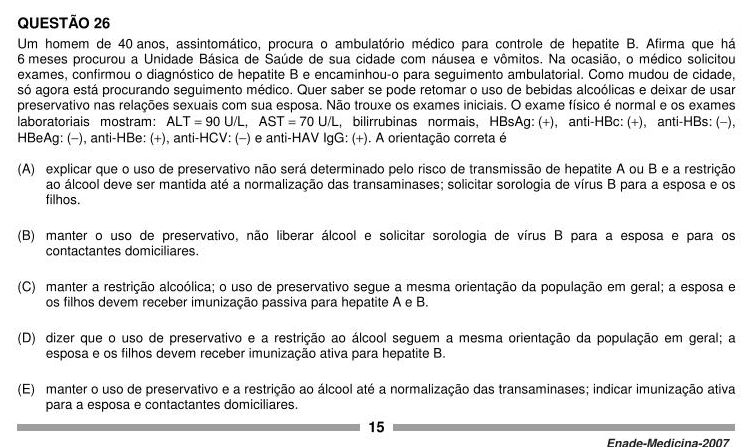 QUESTÃO 26
Um homem de 40 anos, assintomático, procura o ambulatório médico para controle de hepatite B. Afirma que há
6 meses procurou a Unidade Básica de Saúde de sua cidade com náusea e vômitos. Na ocasião, o médico solicitou
exames, confirmou o diagnóstico de hepatite B e encaminhou-o para seguimento ambulatorial. Como mudou de cidade,
só agora está procurando seguimento médico. Quer saber se pode retomar o uso de bebidas alcoólicas e deixar de usar
preservativo nas relações sexuais com sua esposa. Não trouxe os exames iniciais. O exame físico é normal e os exames
laboratoriais mostram: ALT = 90 U/L, AST = 70 U/L, bilirrubinas normais, HBsAg: (+), anti-HBc: (+), anti-HBs: (–),
HBeAg: (–), anti-HBe: (+), anti-HCV: (–) e anti-HAV IgG: (+). A orientação correta é
(A) explicar que o uso de preservativo não será determinado pelo risco de transmissão de hepatite A ou B e a restrição
ao álcool deve ser mantida até a normalização das transaminases; solicitar sorologia de vírus B para a esposa e os
filhos.
(B) manter o uso de preservativo, não liberar álcool e solicitar sorologia de vírus B para a esposa e para os
contactantes domiciliares.
(C) manter a restrição alcoólica; o uso de preservativo segue a mesma orientação da população em geral; a esposa e
os filhos devem receber imunização passiva para hepatite A e B.
(D) dizer que o uso de preservativo e a restrição ao álcool seguem a mesma orientação da população em geral; a
esposa e os filhos devem receber imunização ativa para hepatite B.
(E) manter o uso de preservativo e a restrição ao álcool até a normalização das transaminases; indicar imunização ativa
para a esposa e contactantes domiciliares.
15
Enade-Medicina-2007